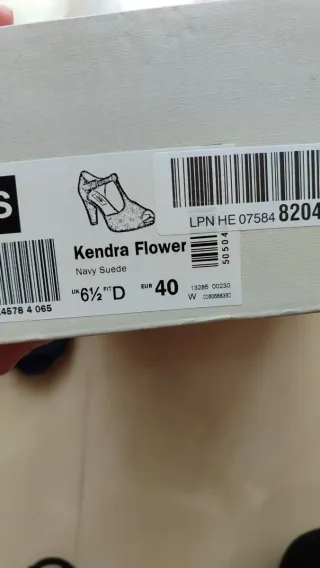 S
LPN HE 07584 8204
Kendra Flower
Navy Suede
UK 6½ FIT D EUR 40
13285 00230
W
50504
4578 4 065